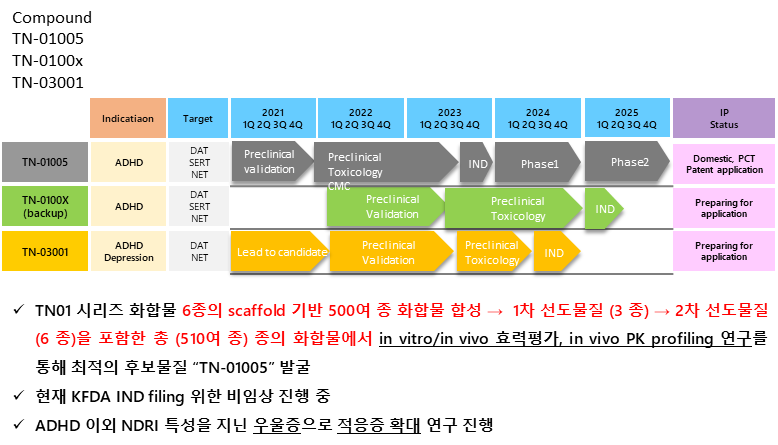 Compound
TN-01005
TN-0100x
TN-03001
Indicatiaon
Target
2021
1Q 2Q 3Q 4Q
2022
1Q 2Q 3Q 4Q
2023
1Q 2Q 3Q 4Q
2024
1Q 2Q 3Q 4Q
2025
1Q 2Q 3Q 4Q
IP
Status
TN-01005
ADHD
DAT
SERT
NET
Preclinical
validation
Preclinical
Toxicology
CMC
IND
Phase1
Phase2
Domestic, PCT
Patent application
TN-0100X
(backup)
ADHD
DAT
SERT
NET
Preclinical
Validation
Preclinical
Toxicology
IND
Preparing for
application
TN-03001
ADHD
Depression
DAT
NET
Lead to candidate
Preclinical
Validation
Preclinical
Toxicology
IND
Preparing for
application
✓ TN01 시리즈 화합물 6종의 scaffold 기반 500여 종 화합물 합성 → 1차 선도물질 (3 종) → 2차 선도물질
(6 종)을 포함한 총 (510여 종) 종의 화합물에서 in vitro/in vivo 효력평가, in vivo PK profiling 연구를
통해 최적의 후보물질 “TN-01005” 발굴
✓ 현재 KFDA IND filing 위한 비임상 진행 중
✓ ADHD 이외 NDRI 특성을 지닌 우울증으로 적응증 확대 연구 진행